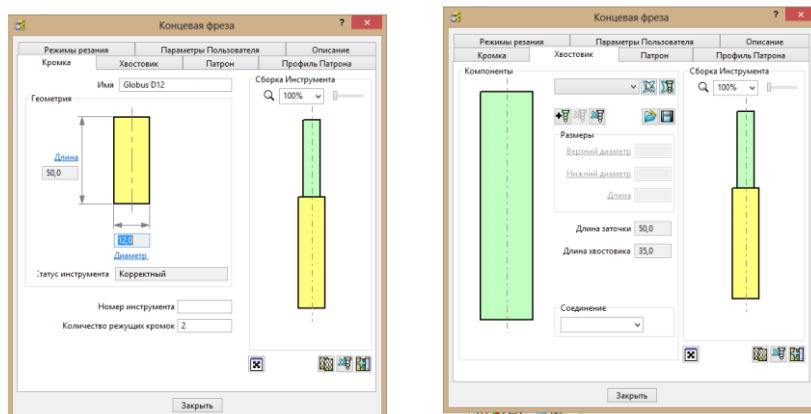 Концевая фреза
Режимы резания Параметры Пользователя Описание
Кромка Хвостовик Патрон Профиль Патрона
Имя Globus D12
Геометрия
Длина
50,0
12,0
Диаметр
:татус инструмента Корректный
Номер инструмента
Количество режущих кромок 2
Сборка Инструмента
100%
Закрыть
Концевая фреза
Режимы резания Параметры Пользователя Описание
Кромка Хвостовик Патрон Профиль Патрона
Компоненты
Размеры
Верхний диаметр
Нижний диаметр
Длина
Длина заточки 50,0
Длина хвостовика 35,0
Соединение
Сборка Инструмента
100%
Закрыть